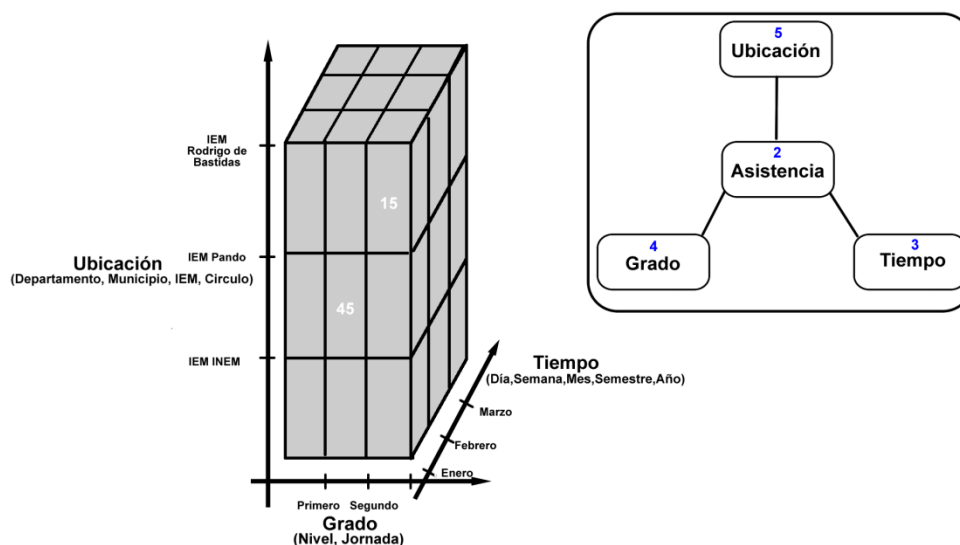 IEM
Rodrigo de
Bastidas
15
IEM Pando
Ubicación
(Departamento, Municipio, IEM, Circulo)
45
IEM INEM
Tiempo
(Día,Semana,Mes,Semestre,Año)
Marzo
Febrero
Enero
Primero Segundo
Grado
(Nivel, Jornada)
5
Ubicación
2
Asistencia
4
Grado
3
Tiempo